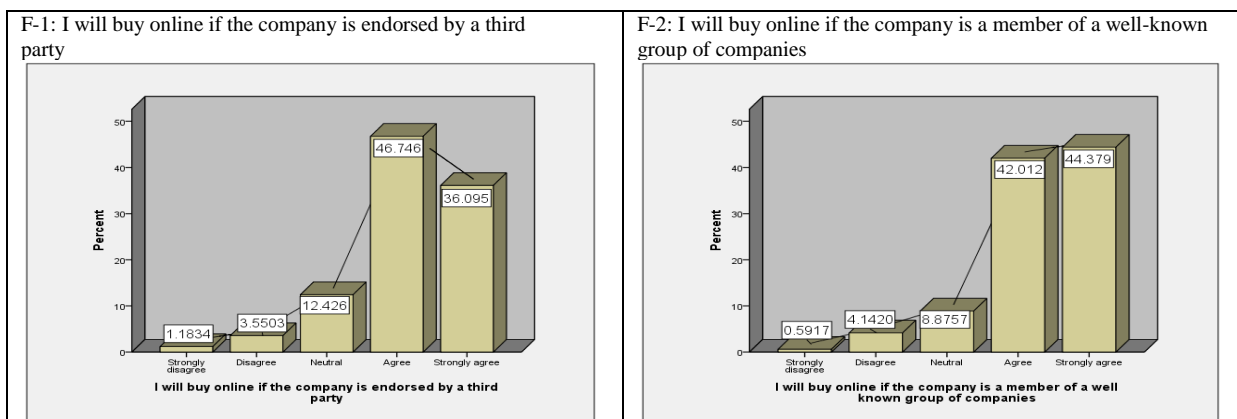 F-1: I will buy online if the company is endorsed by a third
party
50
40
30
20
10
0
Percent
1.1834
3.5503
12.426
46.746
36.095
Strongly
disagree
Disagree
Neutral
Agree
Strongly agree
I will buy online if the company is endorsed by a third
party
F-2: I will buy online if the company is a member of a well-known
group of companies
50
40
30
20
10
0
Percent
0.5917
4.1420
8.8757
42.012
44.379
Strongly
disagree
Disagree
Neutral
Agree
Strongly agree
I will buy online if the company is a member of a well
known group of companies